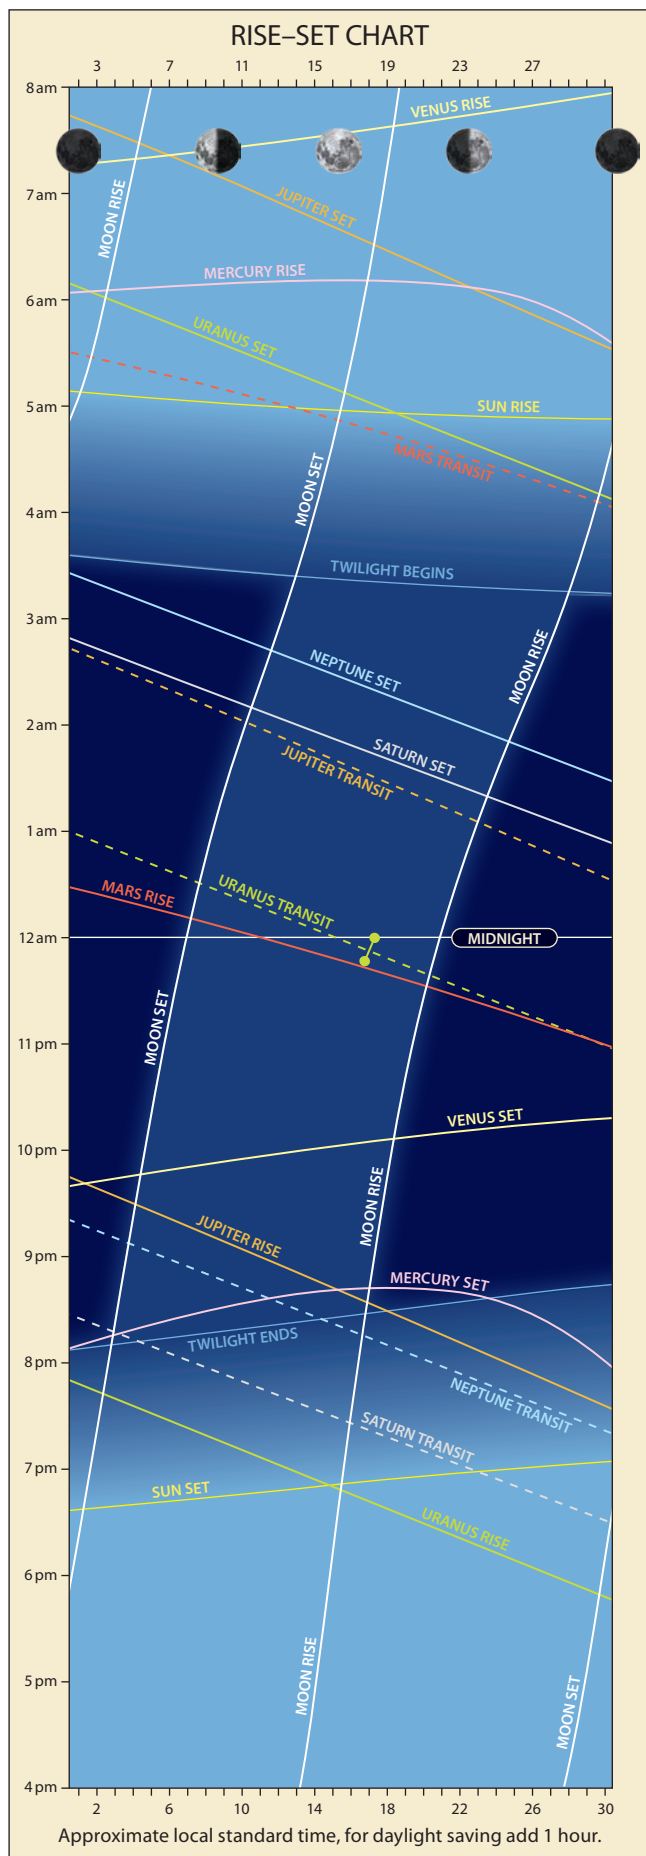 RISE–SET CHART
3 7 11 15 19 23 27
8 am
VENUS RISE
7 am
MOON RISE
JUPITER SET
MERCURY RISE
6 am
URANUS SET
5 am
SUN RISE
MARS TRANSIT
MOON SET
4 am
TWILIGHT BEGINS
3 am
NEPTUNE SET
MOON RISE
2 am
SATURN SET
JUPITER TRANSIT
1 am
URANUS TRANSIT
MARS RISE
12 am
MIDNIGHT
MOON SET
11 pm
VENUS SET
10 pm
MOON RISE
JUPITER RISE
9 pm
MERCURY SET
TWILIGHT ENDS
8 pm
NEPTUNE TRANSIT
SATURN TRANSIT
7 pm
SUN SET
URANUS RISE
6 pm
MOON RISE
5 pm
MOON SET
4 pm
2 6 10 14 18 22 26 30
Approximate local standard time, for daylight saving add 1 hour.